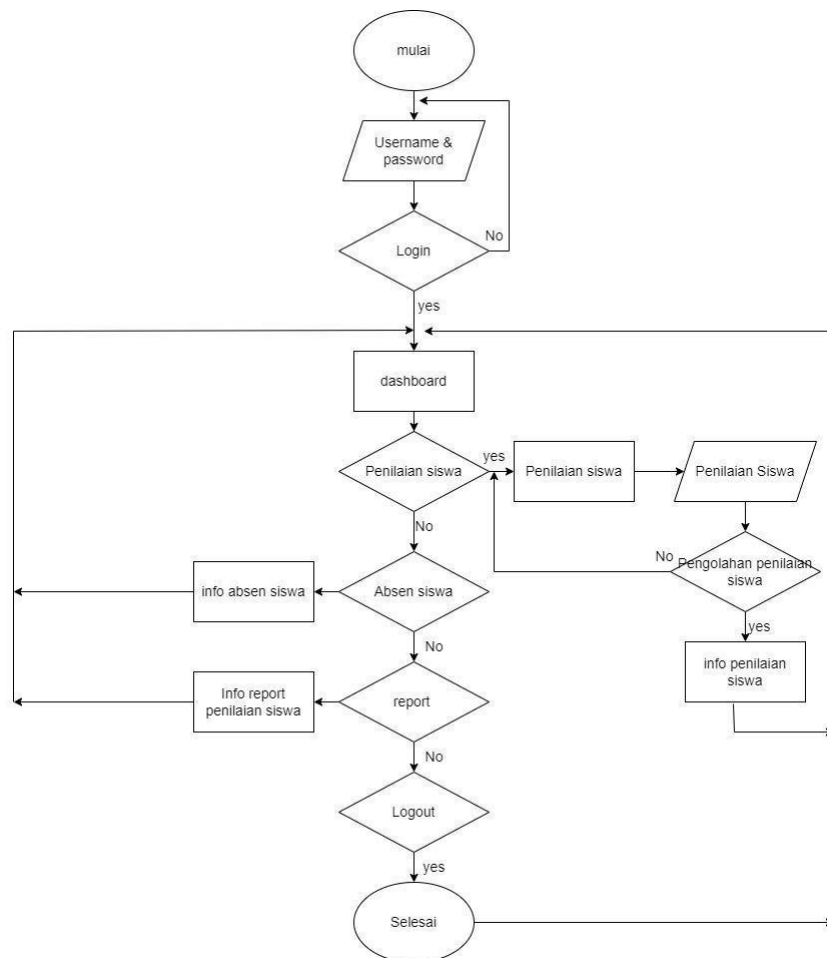 mulai
Username &
password
No
Login
yes
dashboard
Penilaian siswa
yes
Penilaian siswa
Penilaian Siswa
No
No
Pengolahan penilaian
siswa
info absen siswa
Absen siswa
yes
No
info penilaian
siswa
Info report
penilaian siswa
report
No
Logout
yes
Selesai